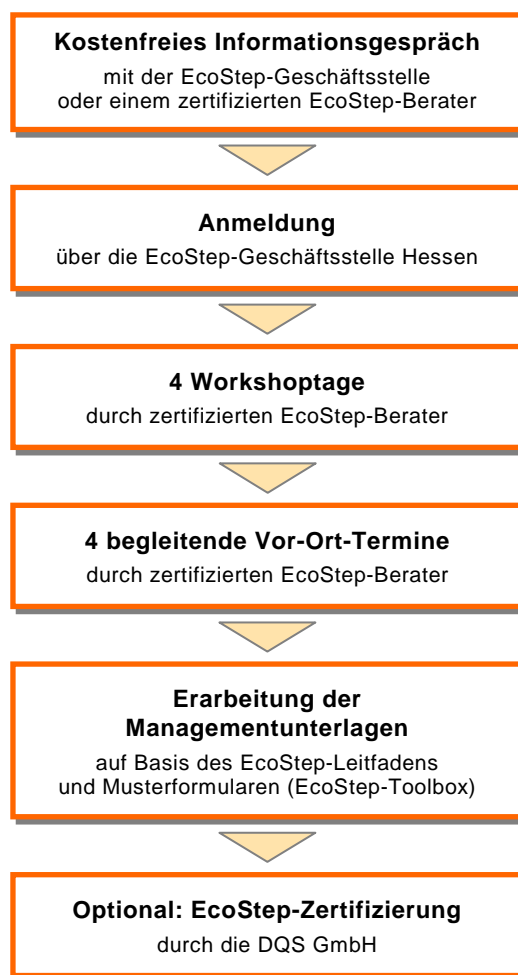 Kostenfreies Informationsgespräch
mit der EcoStep-Geschäftsstelle
oder einem zertifizierten EcoStep-Berater
Anmeldung
über die EcoStep-Geschäftsstelle Hessen
4 Workshoptage
durch zertifizierten EcoStep-Berater
4 begleitende Vor-Ort-Termine
durch zertifizierten EcoStep-Berater
Erarbeitung der
Managementunterlagen
auf Basis des EcoStep-Leitfadens
und Musterformularen (EcoStep-Toolbox)
Optional: EcoStep-Zertifizierung
durch die DQS GmbH